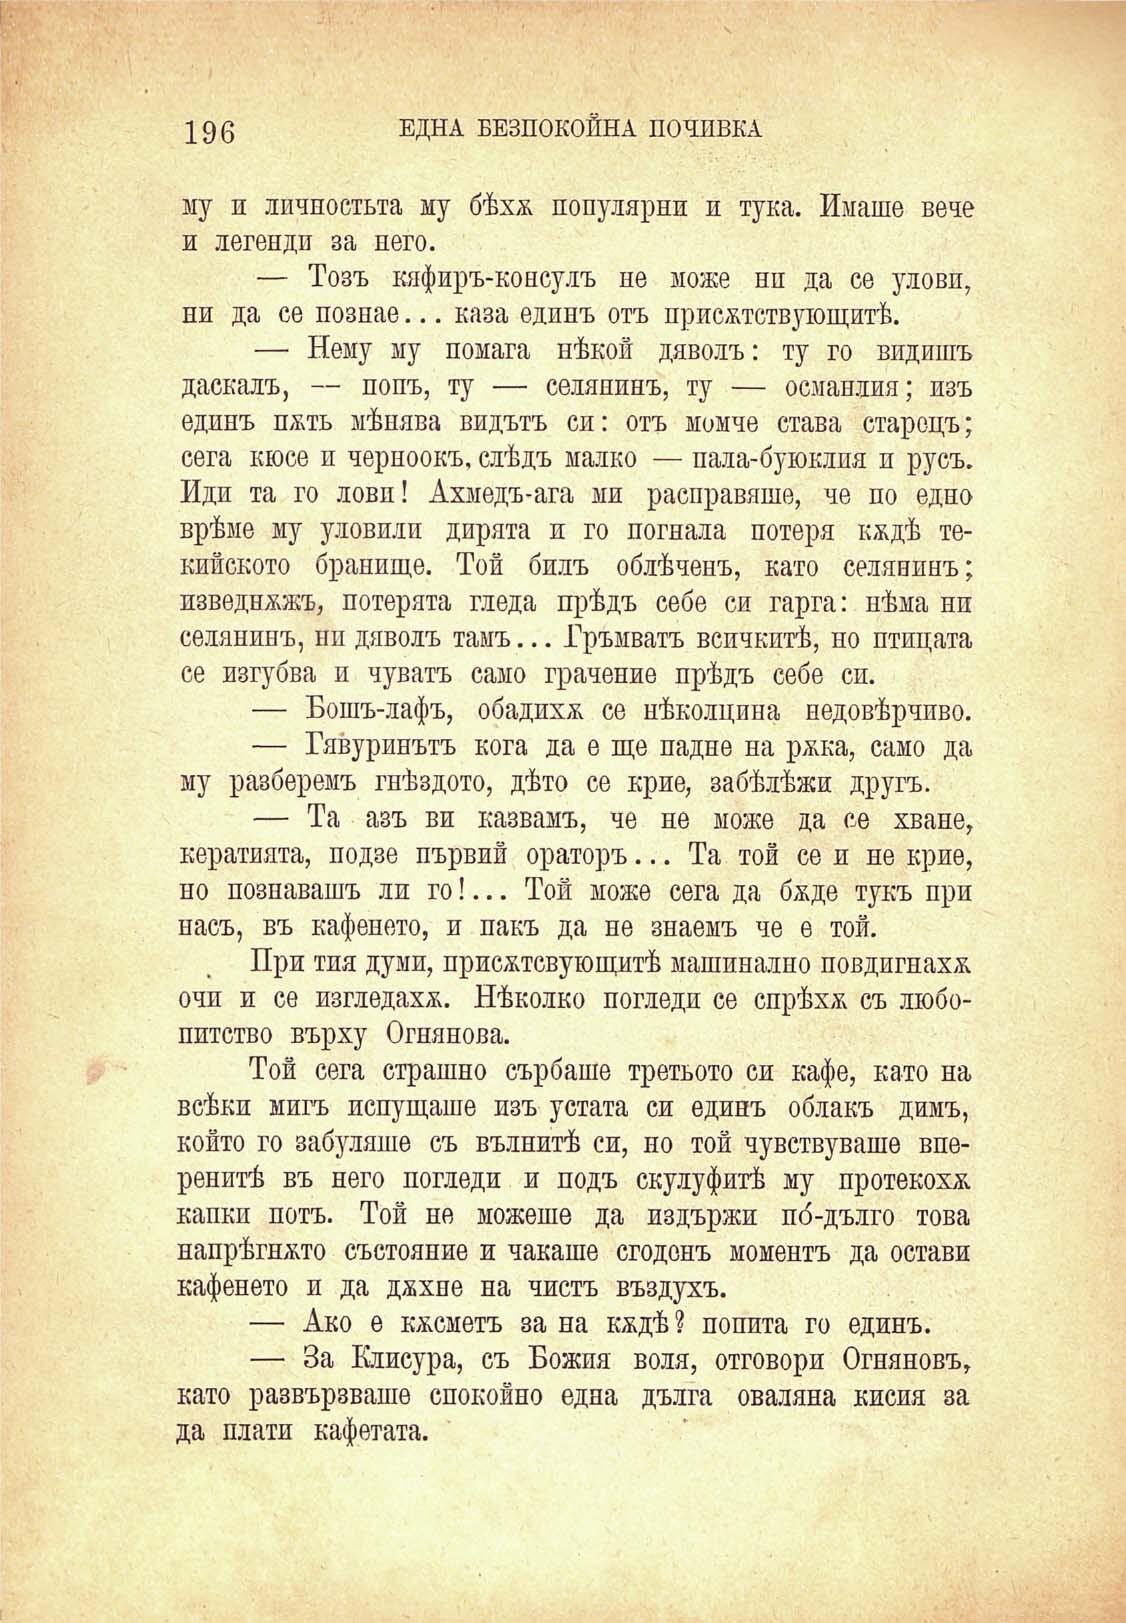 196 ЕДНА БЕЗПОКОЙНА ПОЧИВКА
му и личностьта му бѣхѫ популярни и тука. Имаше вече
и легенди за него.
— Тозъ кяфиръ-консулъ не може ни да се улови,
ни да се познае... каза единъ отъ присѫтствующитѣ.
— Нему му помага нѣкой дяволъ: ту го видишъ
даскалъ, — попъ, ту — селянинъ, ту — османлия; изъ
единъ пѫть мѣнява видътъ си: отъ момче става старецъ;
сега кюсе и черноокъ, слѣдъ малко — пала-буюклия и русъ.
Иди та го лови! Ахмедъ-ага ми расправяше, че по едно
врѣме му уловили дирята и го погнала потеря кѫдѣ те-
кийското бранище. Той билъ облѣченъ, като селянинъ;
изведнѫжъ, потерята гледа прѣдъ себе си гарга: нѣма ни
селянинъ, ни дяволъ тамъ... Гръмватъ всичкитѣ, но птицата
се изгубва и чуватъ само грачение прѣдъ себе си.
— Бошъ-лафъ, обадихѫ се нѣколцина недовѣрчиво.
— Гявуринътъ кога да е ще падне на рѫка, само да
му разберемъ гнѣздото, дѣто се крие, забѣлѣжи другъ.
— Та азъ ви казвамъ, че не може да се хване,
кератията, подзе първий ораторъ... Та той се и не крие,
но познавашъ ли го!... Той може сега да бѫде тукъ при
насъ, въ кафенето, и пакъ да не знаемъ че е той.
При тия думи, присѫтсвующитѣ машинално повдигнахѫ
очи и се изгледахѫ. Нѣколко погледи се спрѣхѫ съ любо-
питство върху Огнянова.
Той сега страшно сърбаше третьото си кафе, като на
всѣки мигъ испущаше изъ устата си единъ облакъ димъ,
който го забуляше съ вълнитѣ си, но той чувствуваше впе-
ренитѣ въ него погледи и подъ скулуфитѣ му протекохѫ
капки потъ. Той не можеше да издържи по́-дълго това
напрѣгнѫто състояние и чакаше сгоденъ моментъ да остави
кафенето и да дѫхне на чистъ въздухъ.
— Ако е кѫсметъ за на кѫдѣ? попита го единъ.
— За Клисура, съ Божия воля, отговори Огняновъ,
като развързваше спокойно една дълга оваляна кисия за
да плати кафетата.